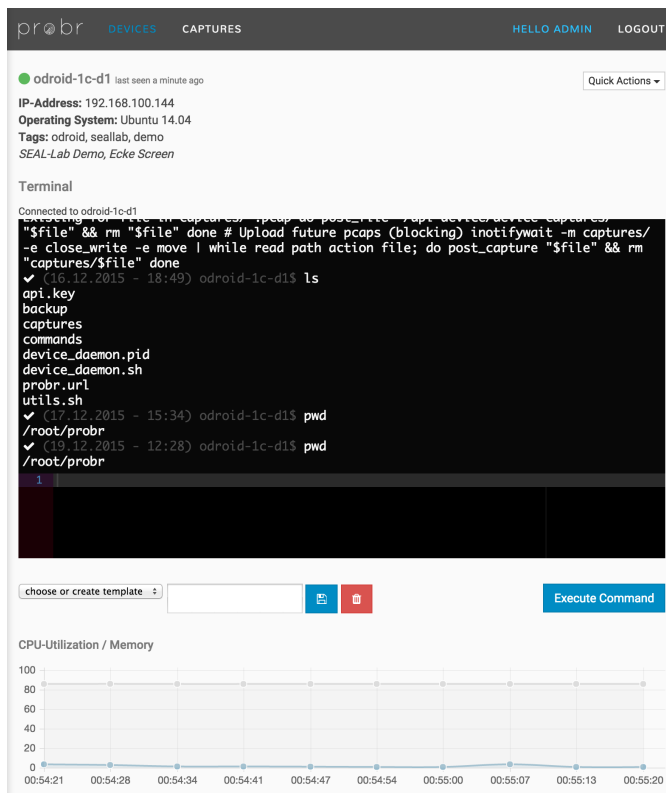 probr DEVICES CAPTURES HELLO ADMIN LOGOUT
odroid-1c-d1 last seen a minute ago Quick Actions
IP-Address: 192.168.100.144
Operating System: Ubuntu 14.04
Tags: odroid, seallab, demo
SEAL-Lab Demo, Ecke Screen
Terminal
Connected to odroid-1c-d1
"$file" && rm "$file" done # Upload future pcaps (blocking) inotifywait -m captures/
-e close_write -e move | while read path action file; do post_capture "$file" && rm
"captures/$file" done
✔ (16.12.2015 - 18:49) odroid-1c-d1$ ls
api.key
backup
captures
commands
device_daemon.pid
device_daemon.sh
probr.url
utils.sh
✔ (17.12.2015 - 15:34) odroid-1c-d1$ pwd
/root/probr
✔ (19.12.2015 - 12:28) odroid-1c-d1$ pwd
/root/probr
1
choose or create template Execute Command
CPU-Utilization / Memory
100
80
60
40
20
0
00:54:21 00:54:28 00:54:34 00:54:41 00:54:47 00:54:54 00:55:00 00:55:07 00:55:13 00:55:20